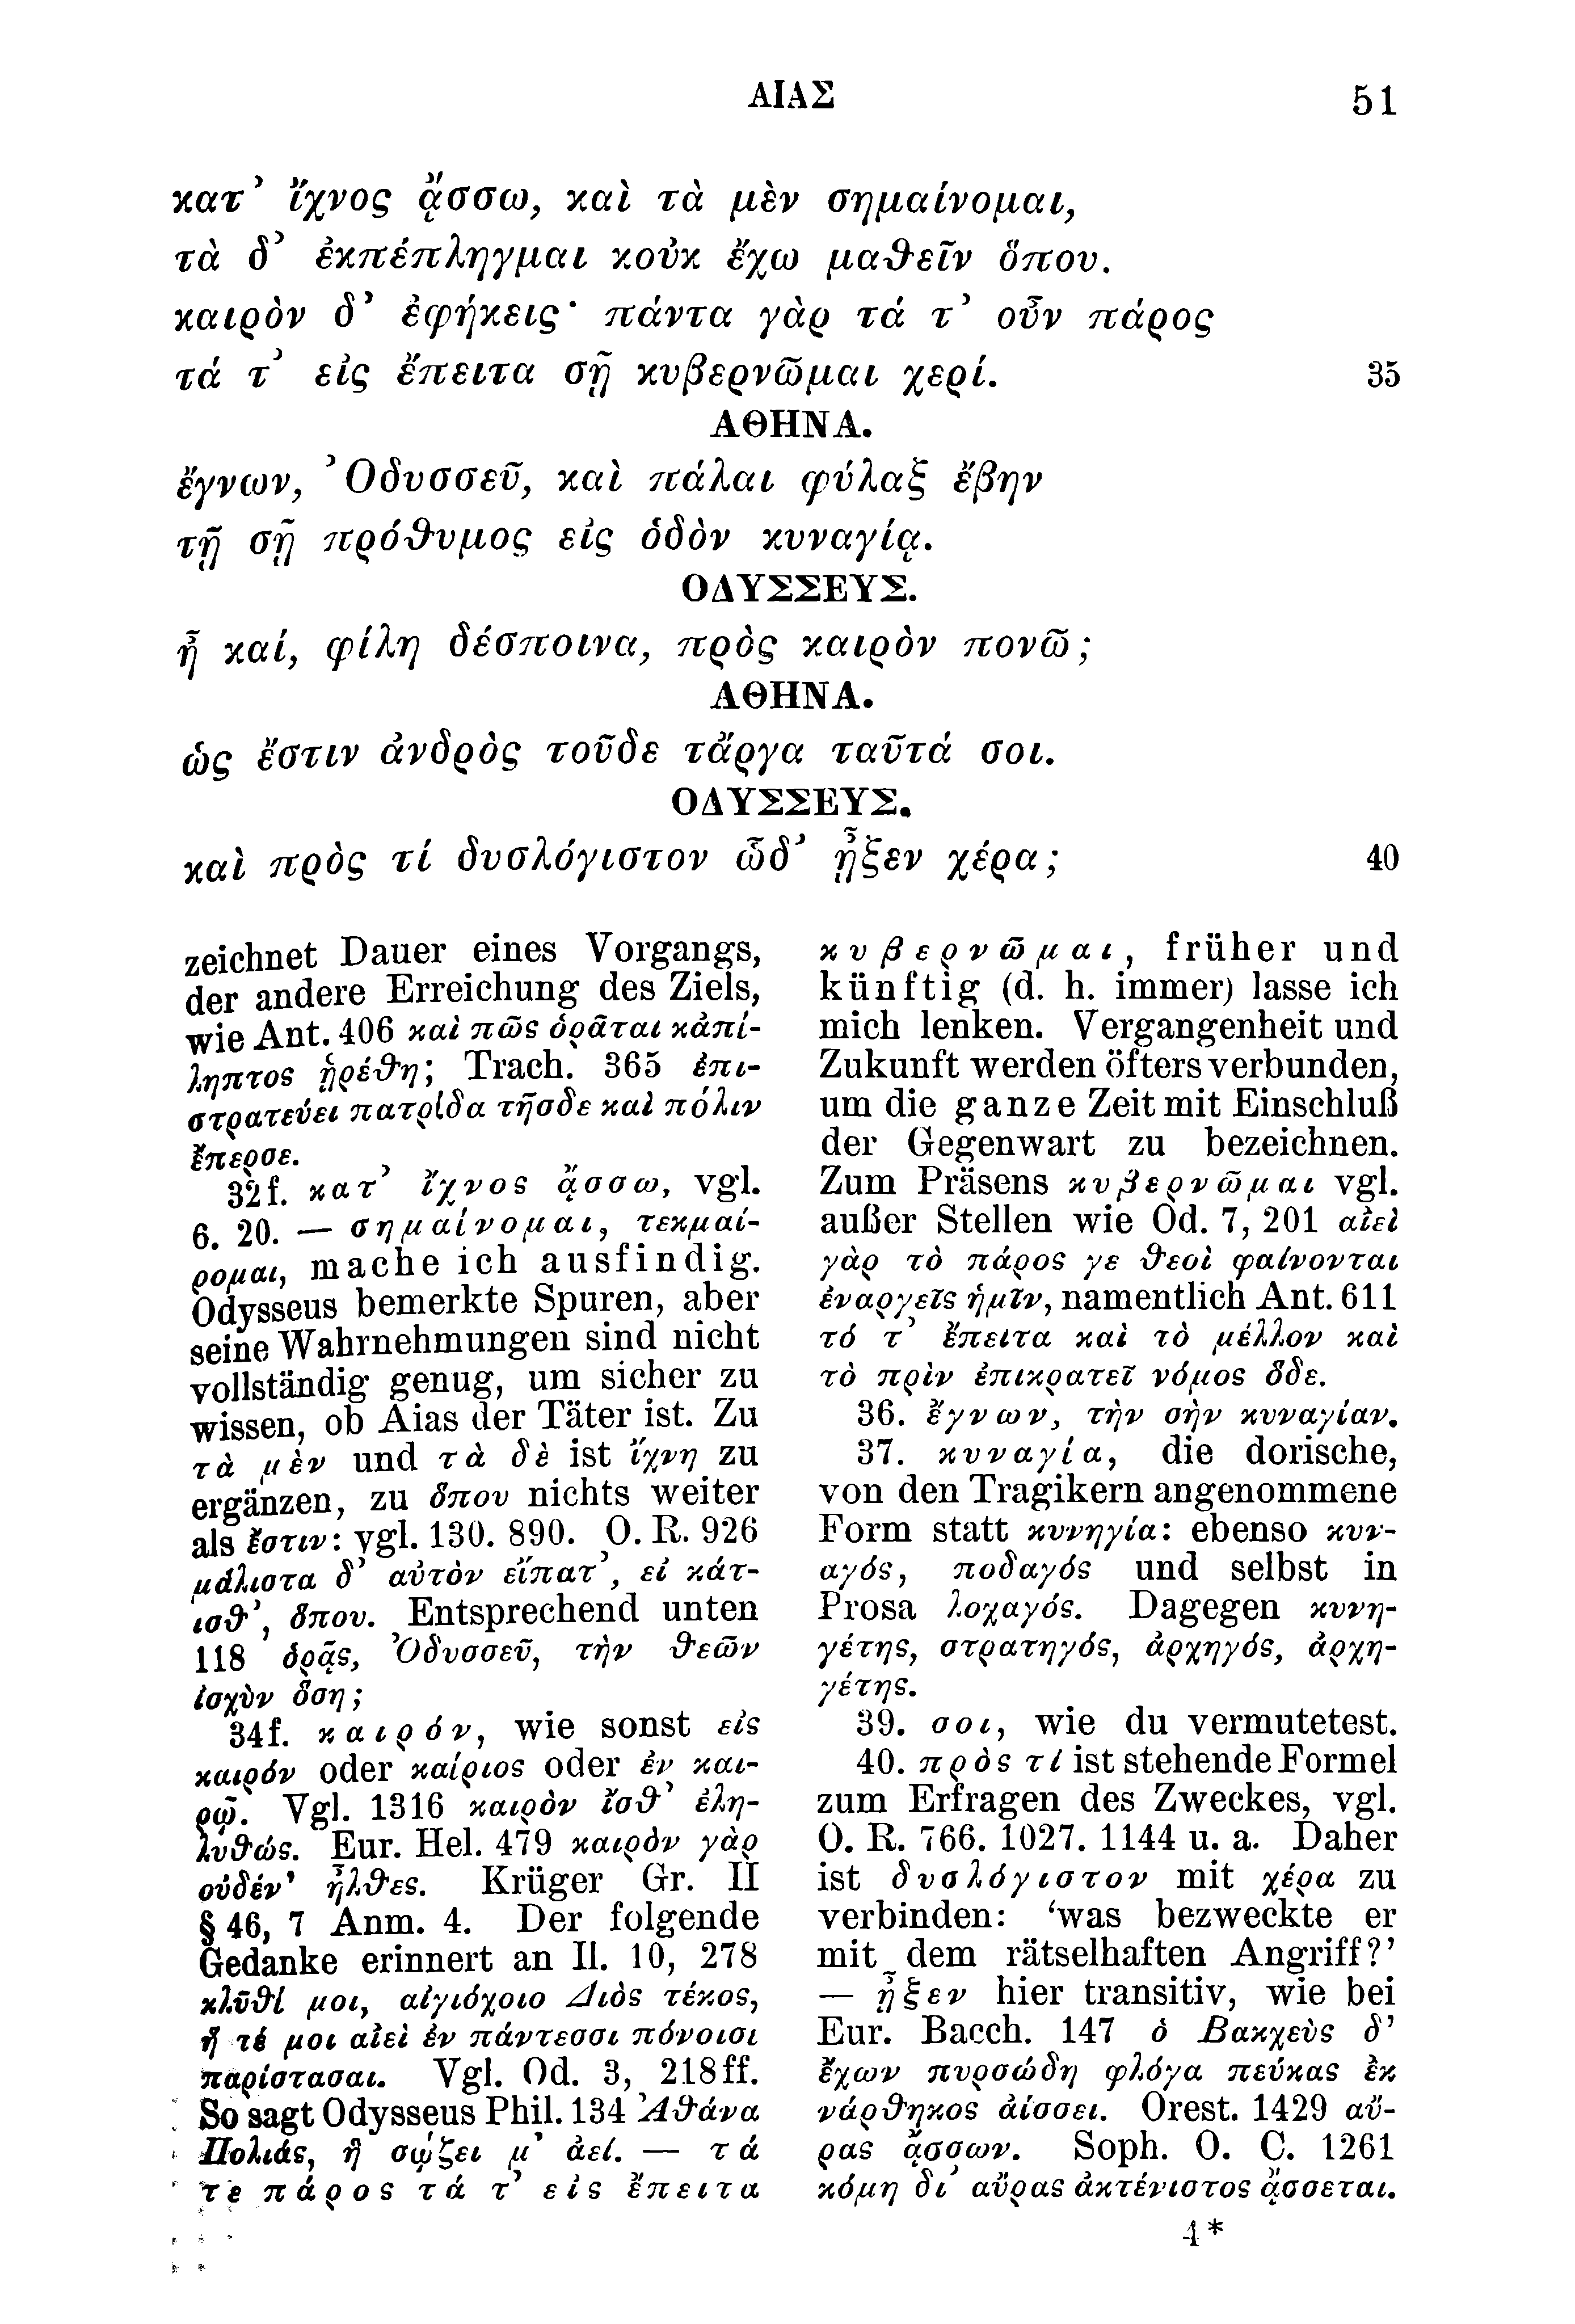 ΑΙΑΣ
51
κατ’ ἴχνος ᾄσσω, καὶ τὰ μὲν σημαίνομαι,
τὰ δ’ ἐκπέπληγμαι κοὐκ ἔχω μαθεῖν ὅπου.
καιρὸν δ’ ἐφήκεις· πάντα γὰρ τά τ’ οὖν πάρος
τά τ’ εἰς ἔπειτα σῇ κυβερνῶμαι χερί. 35
ΑΘΗΝΑ.
ἔγνων, Ὀδυσσεῦ, καὶ πάλαι φύλαξ ἔβην
τῇ σῇ πρόθυμος εἰς ὁδὸν κυναγίᾳ.
ΟΔΥΣΣΕΥΣ.
ἦ καί, φίλη δέσποινα, πρὸς καιρὸν πονῶ;
ΑΘΗΝΑ.
ὡς ἔστιν ἀνδρὸς τοῦδε τἄργα ταῦτά σοι.
ΟΔΥΣΣΕΥΣ.
καὶ πρὸς τί δυσλόγιστον ὧδ’ ᾖξεν χέρα; 40
zeichnet Dauer eines Vorgangs,
der andere Erreichung des Ziels,
wie Ant. 406 καὶ πῶς ὁρᾶται κἀπί-
ληπτος ᾑρέθη; Trach. 365 ἐπι-
στρατεύει πατρίδα τῆσδε καὶ πόλιν
ἔπερσε.
32f. κατ’ ἴχνος ᾄσσω, vgl.
6. 20. — σημαίνομαι, τεκμαί-
ρομαι, mache ich ausfindig.
Odysseus bemerkte Spuren, aber
seine Wahrnehmungen sind nicht
vollständig genug, um sicher zu
wissen, ob Aias der Täter ist. Zu
τὰ μὲν und τὰ δὲ ist ἴχνη zu
ergänzen, zu ὅπου nichts weiter
als ἔστιν: vgl. 130. 890. O. R. 926
μάλιστα δ’ αὐτὸν εἴπατ’, εἰ κάτ-
ισθ’, ὅπου. Entsprechend unten
118 ὁρᾷς, Ὀδυσσεῦ, τὴν θεῶν
ἰσχὺν ὅση;
34f. καιρόν, wie sonst εἰς
καιρόν oder καίριος oder ἐν και-
ρῷ. Vgl. 1316 καιρὸν ἴσθ’ ἐλη-
λυθώς. Eur. Hel. 479 καιρὸν γὰρ
οὐδέν’ ἦλθες. Krüger Gr. II
§ 46, 7 Anm. 4. Der folgende
Gedanke erinnert an Il. 10, 278
κλῦθί μοι, αἰγιόχοιο Διὸς τέκος,
ἥ τέ μοι αἰεὶ ἐν πάντεσσι πόνοισι
παρίστασαι. Vgl. Od. 3, 218ff.
So sagt Odysseus Phil. 134 Ἀθάνα
Πολιάς, ἣ σῴζει μ’ ἀεί. — τά
τε πάρος τά τ’ εἰς ἔπειτα
κυβερνῶμαι, früher und
künftig (d. h. immer) lasse ich
mich lenken. Vergangenheit und
Zukunft werden öfters verbunden,
um die ganze Zeit mit Einschluß
der Gegenwart zu bezeichnen.
Zum Präsens κυβερνῶμαι vgl.
außer Stellen wie Od. 7, 201 αἰεὶ
γὰρ τὸ πάρος γε θεοὶ φαίνονται
ἐναργεῖς ἡμῖν, namentlich Ant. 611
τό τ’ ἔπειτα καὶ τὸ μέλλον καὶ
τὸ πρὶν ἐπικρατεῖ νόμος ὅδε.
36. ἔγνων, τὴν σὴν κυναγίαν.
37. κυναγία, die dorische,
von den Tragikern angenommene
Form statt κυνηγία: ebenso κυν-
αγός, ποδαγός und selbst in
Prosa λοχαγός. Dagegen κυνη-
γέτης, στρατηγός, ἀρχηγός, ἀρχη-
γέτης.
39. σοι, wie du vermutetest.
40. πρὸς τί ist stehende Formel
zum Erfragen des Zweckes, vgl.
O. R. 766. 1027. 1144 u. a. Daher
ist δυσλόγιστον mit χέρα zu
verbinden: ‘was bezweckte er
mit dem rätselhaften Angriff?’
— ᾖξεν hier transitiv, wie bei
Eur. Bacch. 147 ὁ Βακχεὺς δ’
ἔχων πυρσώδη φλόγα πεύκας ἐκ
νάρθηκος ἀίσσει. Orest. 1429 αὔ-
ρας ᾄσσων. Soph. O. C. 1261
κόμη δι’ αὔρας ἀκτένιστος ᾄσσεται.
4*